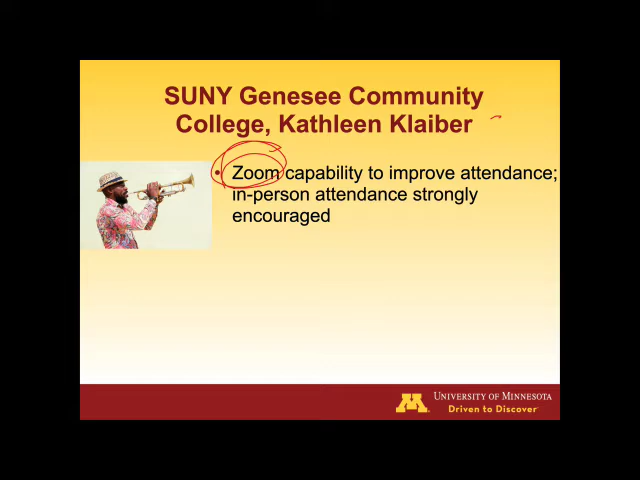 SUNY Genesee Community
College, Kathleen Klaiber
• Zoom capability to improve attendance;
in-person attendance strongly
encouraged
M
UNIVERSITY OF MINNESOTA
Driven to Discover